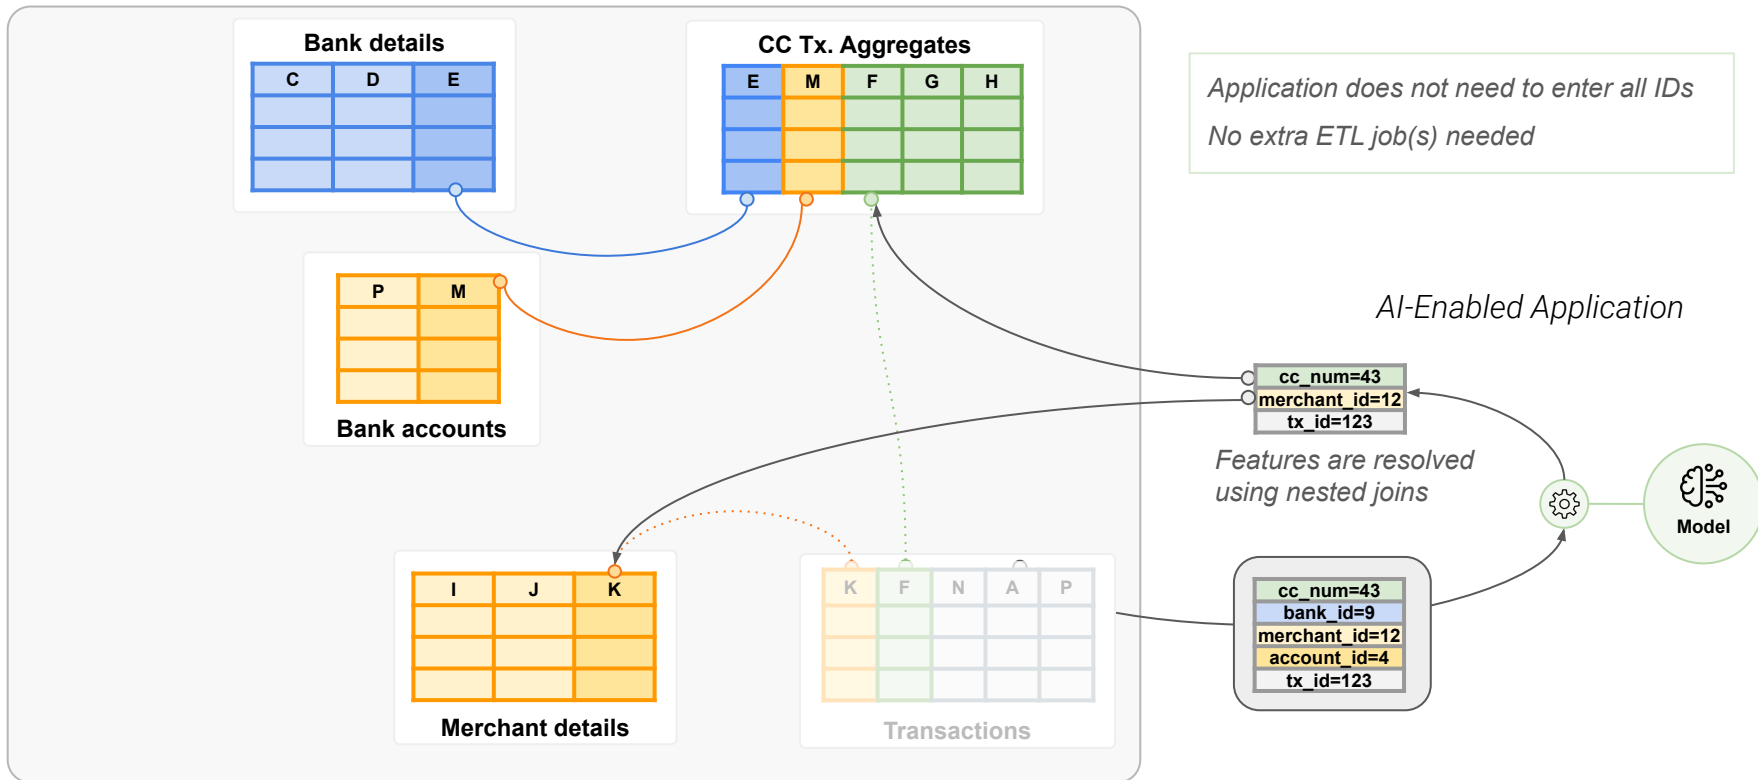 Bank details
C D E
CC Tx. Aggregates
E M F G H
Application does not need to enter all IDs
No extra ETL job(s) needed
P M
Bank accounts
AI-Enabled Application
cc_num=43
merchant_id=12
tx_id=123
Features are resolved
using nested joins
Model
I J K
Merchant details
K F N A P
Transactions
cc_num=43
bank_id=9
merchant_id=12
account_id=4
tx_id=123